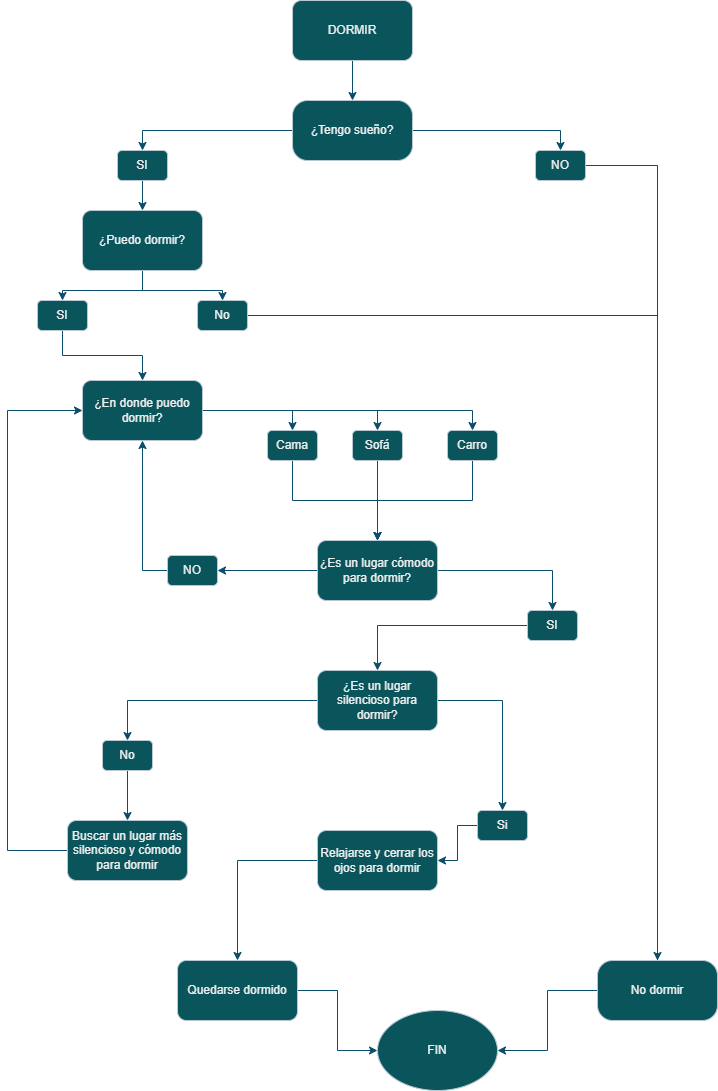 DORMIR
¿Tengo sueño?
SI
NO
¿Puedo dormir?
SI
No
¿En donde puedo
dormir?
Cama
Sofá
Carro
¿Es un lugar cómodo
para dormir?
NO
SI
¿Es un lugar
silencioso para
dormir?
No
Si
Buscar un lugar más
silencioso y cómodo
para dormir
Relajarse y cerrar los
ojos para dormir
Quedarse dormido
No dormir
FIN